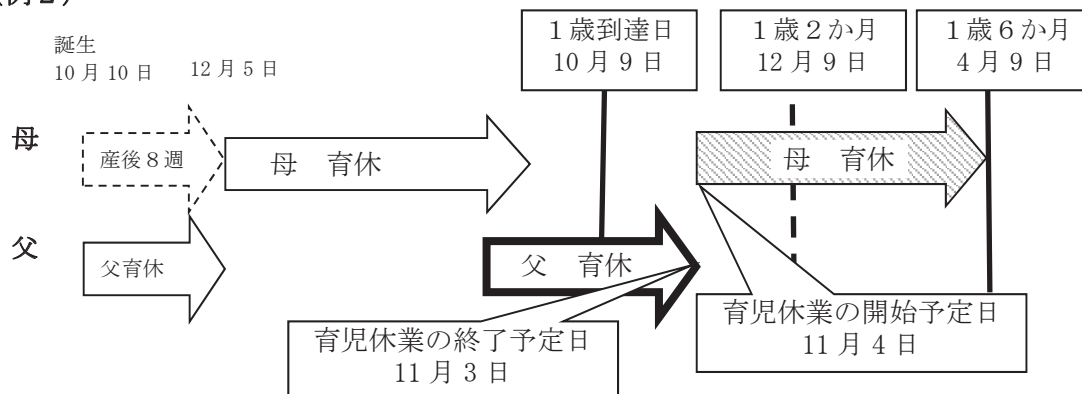 誕生
10月10日
12月5日
１歳到達日
10月9日
１歳２か月
12月9日
１歳６か月
4月9日
母
産後８週
母　育休
母　育休
父
父育休
父　育休
育児休業の終了予定日
11月3日
育児休業の開始予定日
11月4日